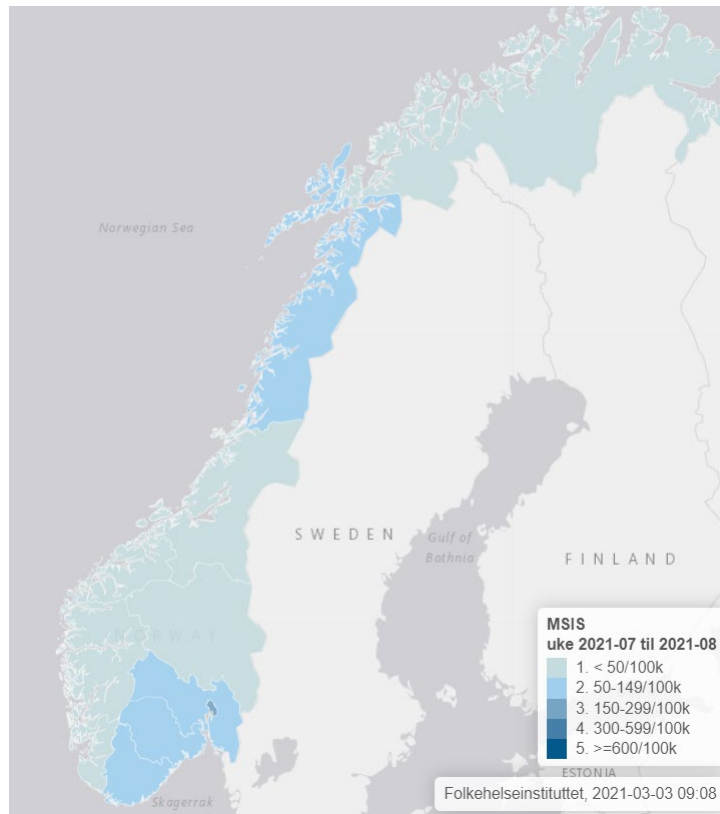 Norwegian Sea
SWEDEN
Gulf of
Bothnia
FINLAND
NORWAY
MSIS
uke 2021-07 til 2021-08
1. < 50/100k
2. 50-149/100k
3. 150-299/100k
4. 300-599/100k
5. >=600/100k
ESTONIA
Skagerrak
Folkehelseinstituttet, 2021-03-03 09:08